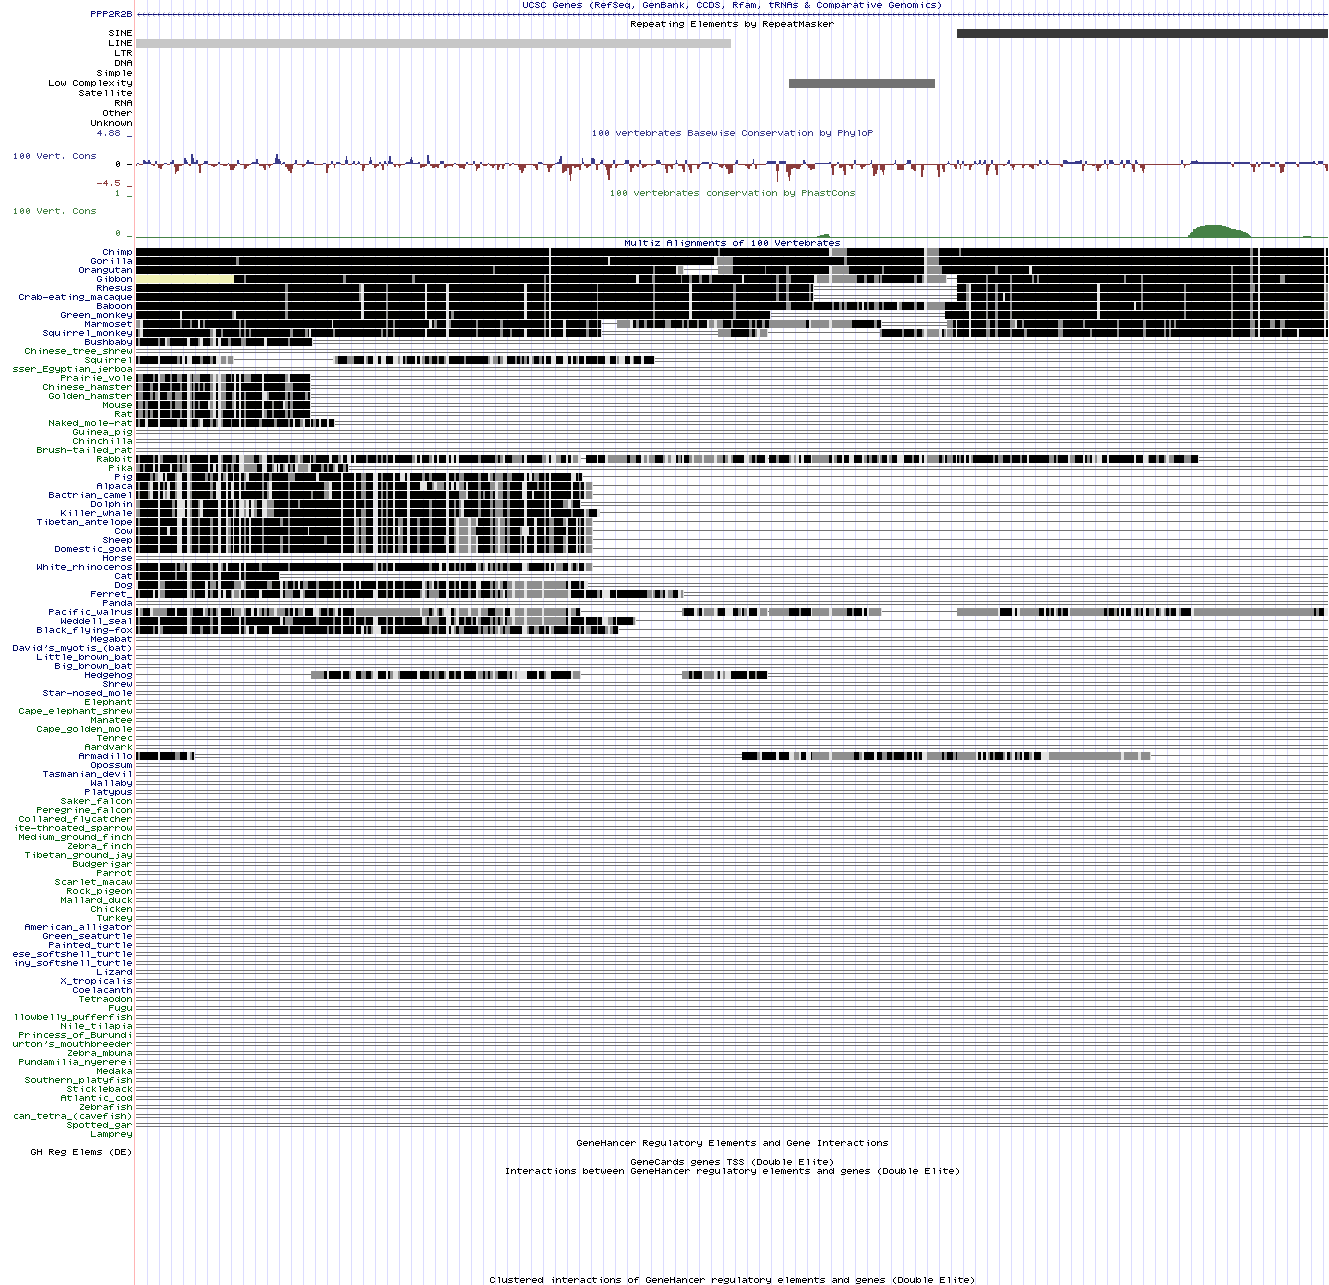 UCSC Genes (RefSeq, GenBank, CCDS, Rfam, tRNAs & Comparative Genomics)
PPP2R2B
Repeating Elements by RepeatMasker
SINE
LINE
LTR
DNA
Simple
Low Complexity
Satellite
RNA
Other
Unknown
4.88 _
100 vertebrates Basewise Conservation by PhyloP
100 Vert. Cons
0 -
-4.5 _
1 _
100 vertebrates conservation by PhastCons
100 Vert. Cons
0 _
Multiz Alignments of 100 Vertebrates
Chimp
Gorilla
Orangutan
Gibbon
Rhesus
Crab-eating_macaque
Baboon
Green_monkey
Marmoset
Squirrel_monkey
Bushbaby
Chinese_tree_shrew
Squirrel
sser_Egyptian_jerboa
Prairie_vole
Chinese_hamster
Golden_hamster
Mouse
Rat
Naked_mole-rat
Guinea_pig
Chinchilla
Brush-tailed_rat
Rabbit
Pika
Pig
Alpaca
Bactrian_camel
Dolphin
Killer_whale
Tibetan_antelope
Cow
Sheep
Domestic_goat
Horse
White_rhinoceros
Cat
Dog
Ferret_
Panda
Pacific_walrus
Weddell_seal
Black_flying-fox
Megabat
David's_myotis_(bat)
Little_brown_bat
Big_brown_bat
Hedgehog
Shrew
Star-nosed_mole
Elephant
Cape_elephant_shrew
Manatee
Cape_golden_mole
Tenrec
Aardvark
Armadillo
Opossum
Tasmanian_devil
Wallaby
Platypus
Saker_falcon
Peregrine_falcon
Collared_flycatcher
ite-throated_sparrow
Medium_ground_finch
Zebra_finch
Tibetan_ground_jay
Budgerigar
Parrot
Scarlet_macaw
Rock_pigeon
Mallard_duck
Chicken
Turkey
American_alligator
Green_seaturtle
Painted_turtle
ese_softshell_turtle
iny_softshell_turtle
Lizard
X_tropicalis
Coelacanth
Tetraodon
Fugu
llowbelly_pufferfish
Nile_tilapia
Princess_of_Burundi
urton's_mouthbreeder
Zebra_mbuna
Pundamilia_nyererei
Medaka
Southern_platyfish
Stickleback
Atlantic_cod
Zebrafish
can_tetra_(cavefish)
Spotted_gar
Lamprey
GeneHancer Regulatory Elements and Gene Interactions
GH Reg Elems (DE)
GeneCards genes TSS (Double Elite)
Interactions between GeneHancer regulatory elements and genes (Double Elite)
Clustered interactions of GeneHancer regulatory elements and genes (Double Elite)